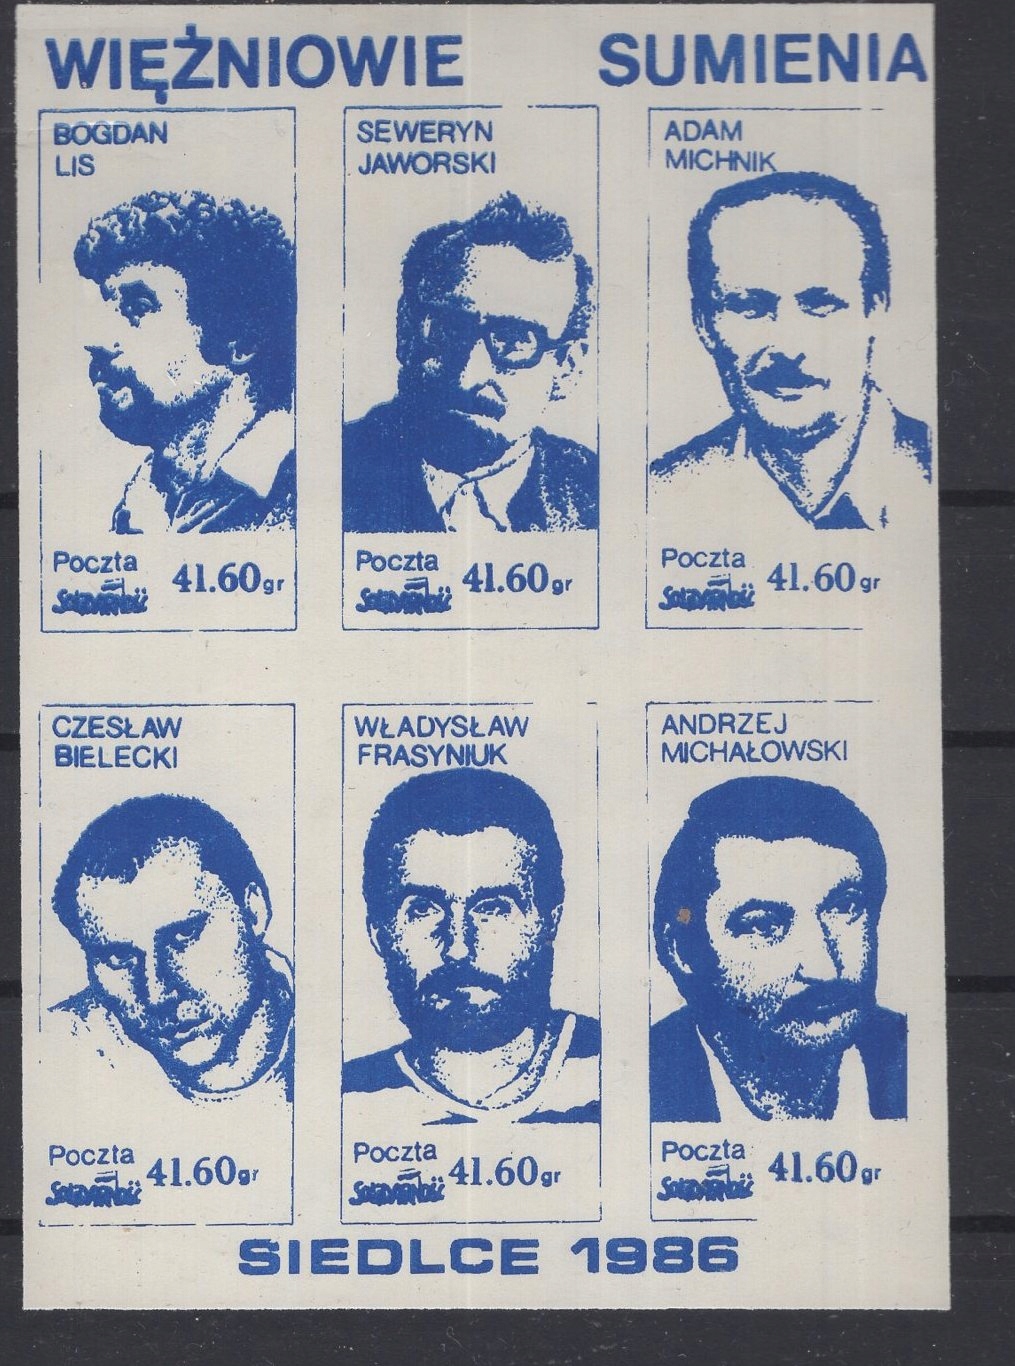 WIĘŹNIOWIE SUMIENIA
BOGDAN
LIS
Poczta
SOLIDARNOŚĆ
41.60gr
SEWERYN
JAWORSKI
Poczta
SOLIDARNOŚĆ
41.60gr
ADAM
MICHNIK
Poczta
SOLIDARNOŚĆ
41.60gr
CZESŁAW
BIELECKI
Poczta
SOLIDARNOŚĆ
41.60gr
WŁADYSŁAW
FRASYNIUK
Poczta
SOLIDARNOŚĆ
41.60gr
ANDRZEJ
MICHAŁOWSKI
Poczta
SOLIDARNOŚĆ
41.60gr
SIEDLCE 1986